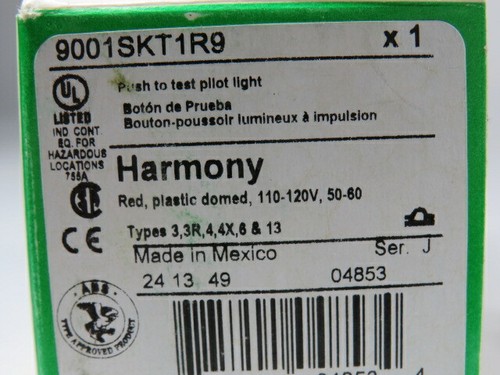 9001SKT1R9 x 1
Push to test pilot light
Botón de Prueba
Bouton-poussoir lumineux à impulsion
UL
LISTED
IND CONT
EQ. FOR
HAZARDOUS
LOCATIONS
756A
Harmony
Red, plastic domed, 110-120V, 50-60
Types 3,3R,4,4X,6 & 13
CE
Made in Mexico Ser. J
24 13 49 04853
ABS
TYPE APPROVED PRODUCT